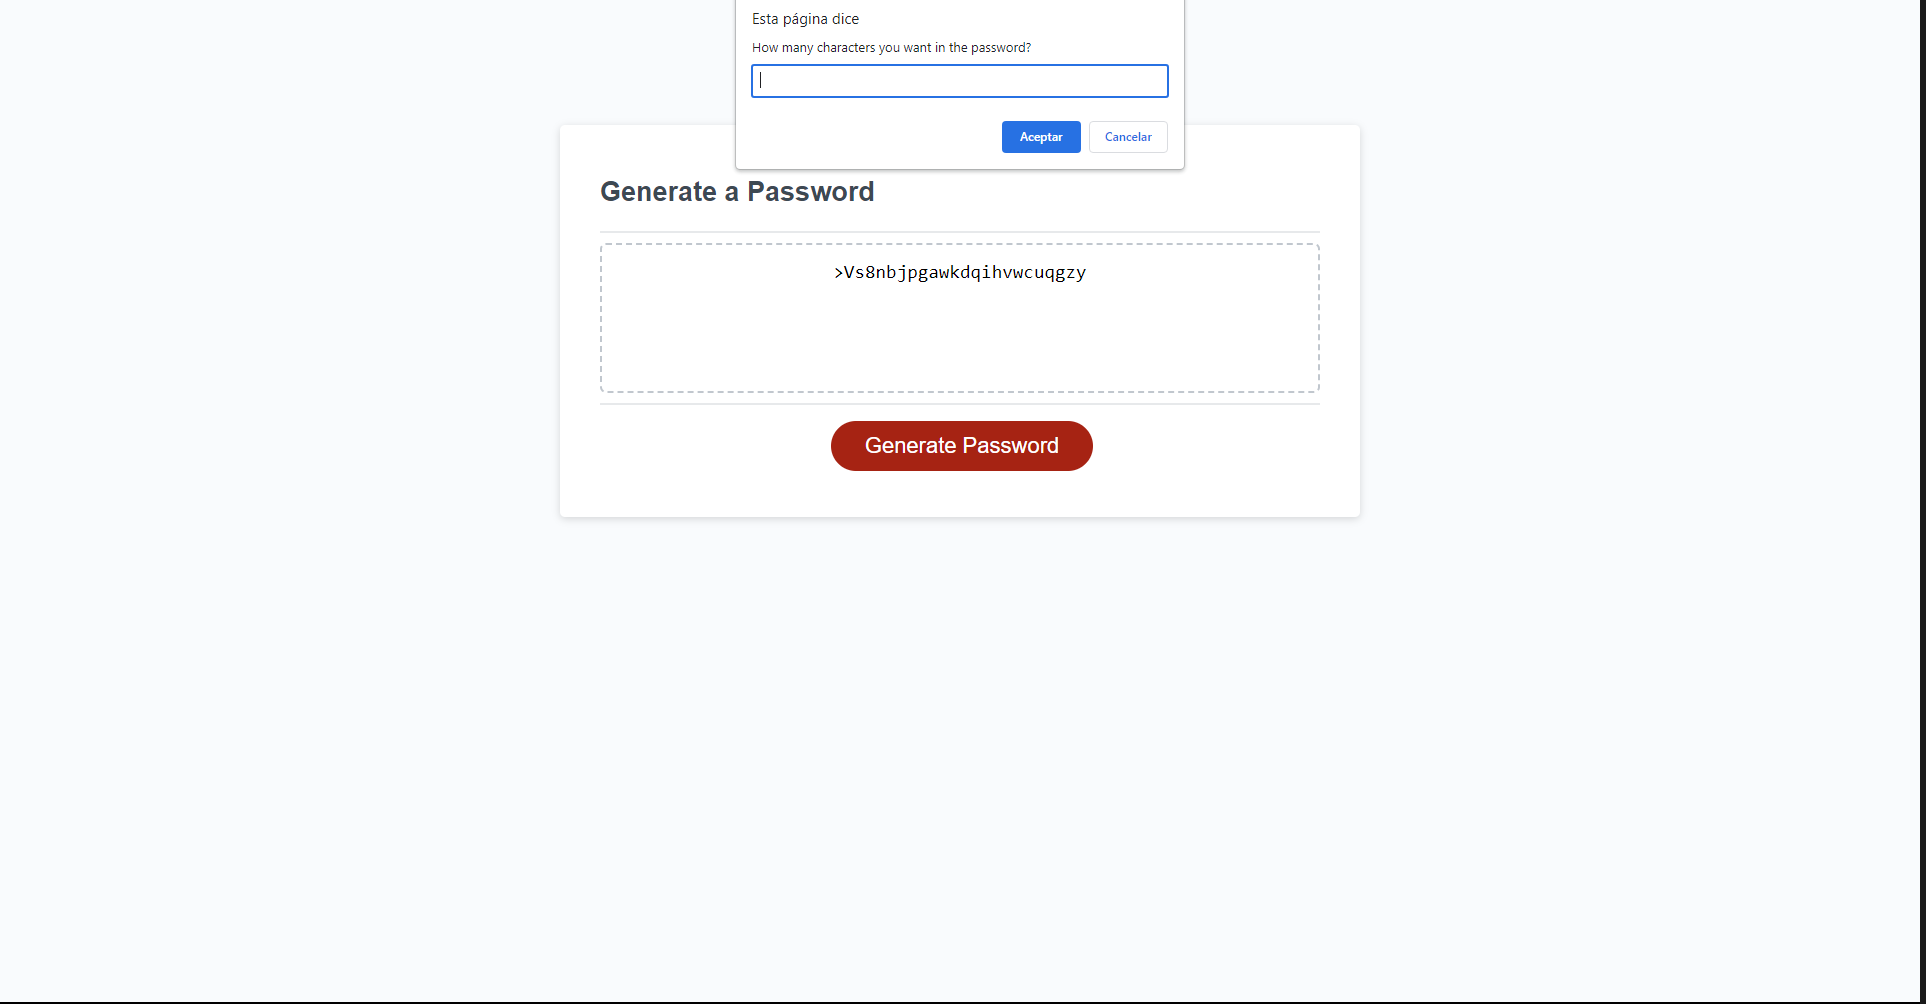 Esta página dice
How many characters you want in the password?
Aceptar
Cancelar
Generate a Password
>Vs8nbjpgawkdqihvwcuqgzy
Generate Password